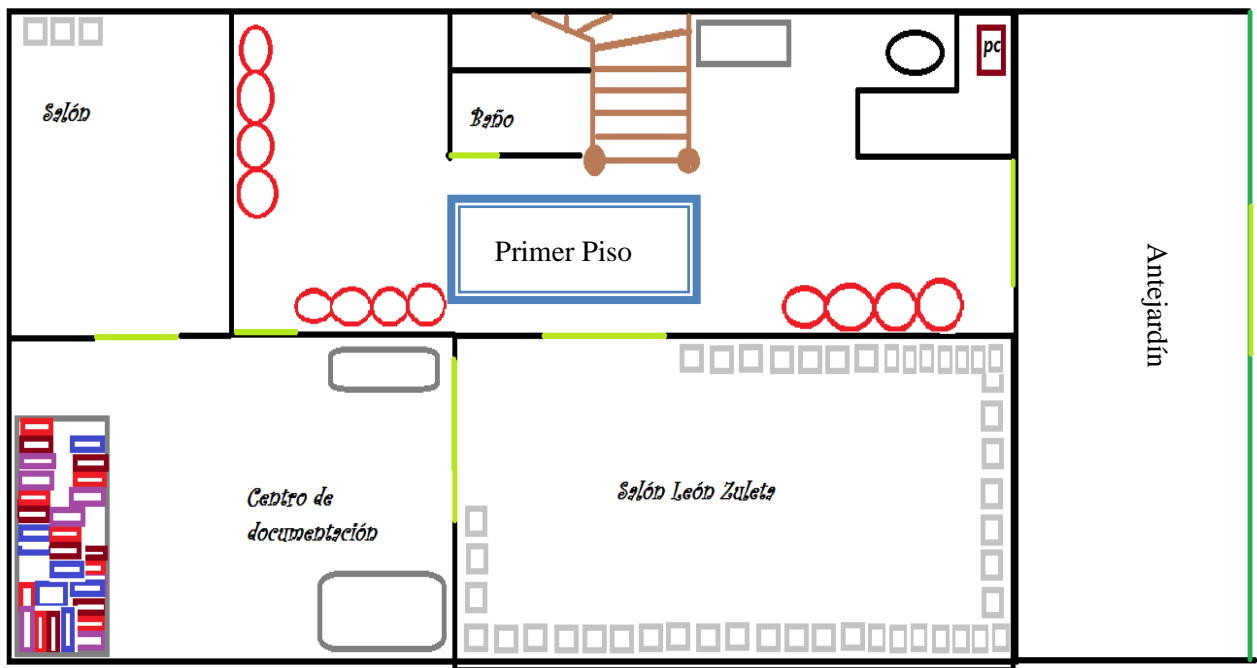 Salón
Baño
pc
Primer Piso
Antejardín
Centro de
documentación
Salón León Zuleta